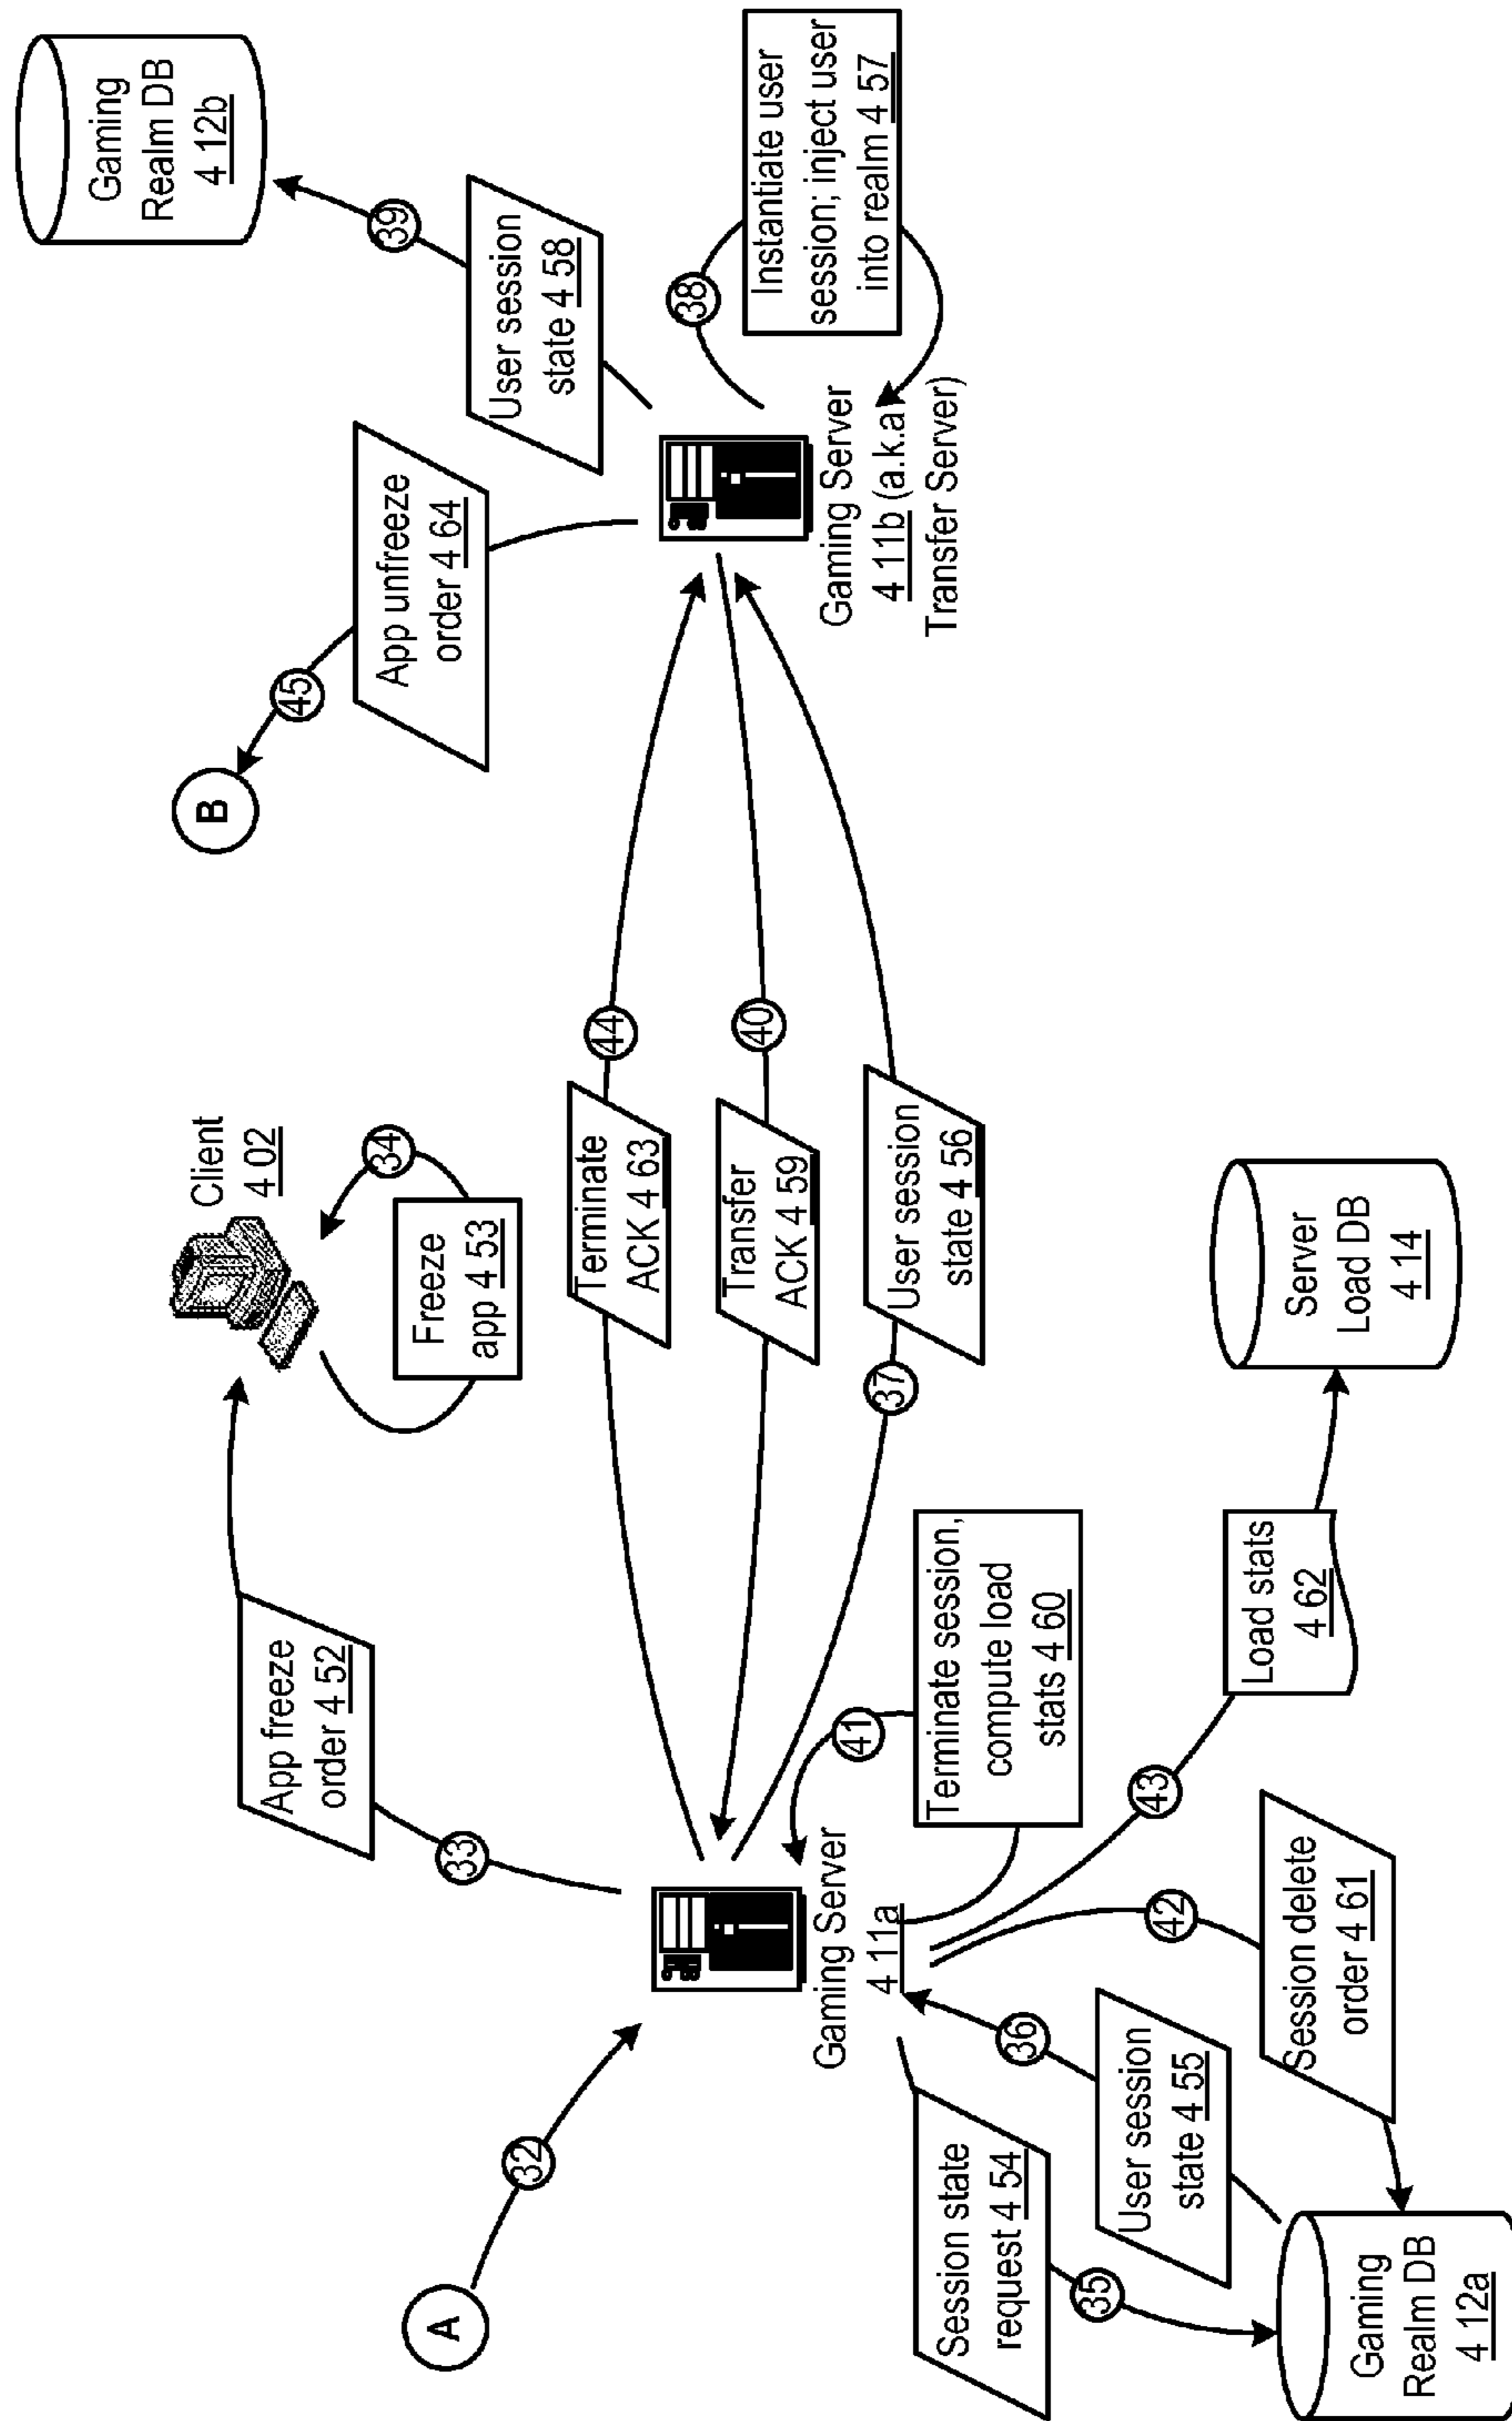 A
32
Gaming Server
4 11a
33
App freeze
order 4 52
Client
4 02
34
Freeze
app 4 53
Session state
request 4 54
35
Gaming
Realm DB
4 12a
User session
state 4 55
36
37
User session
state 4 56
Gaming Server
4 11b (a.k.a
Transfer Server)
38
Instantiate user
session; inject user
into realm 4 57
User session
state 4 58
39
Gaming
Realm DB
4 12b
Transfer
ACK 4 59
40
41
Terminate session,
compute load
stats 4 60
42
Session delete
order 4 61
43
Load stats
4 62
Server
Load DB
4 14
Terminate
ACK 4 63
44
App unfreeze
order 4 64
45
B